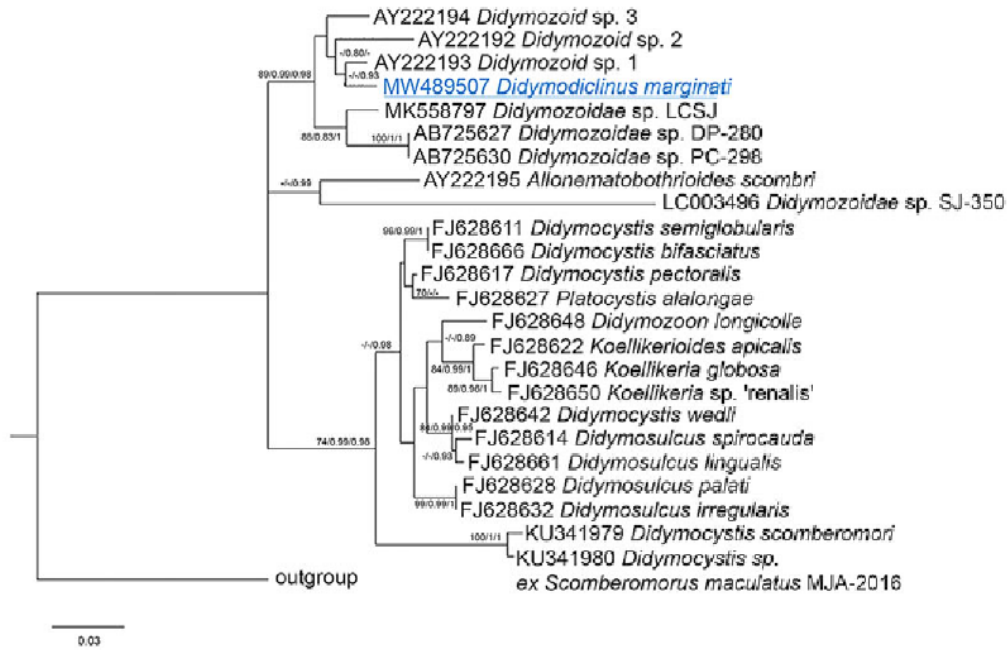 AY222194 Didymozoid sp. 3
AY222192 Didymozoid sp. 2
-/0.80/-
AY222193 Didymozoid sp. 1
89/0.99/0.98
-/-/0.93
MW489507 Didymodiclinus marginati
MK558797 Didymozoidae sp. LCSJ
88/0.83/1
100/1/1
AB725627 Didymozoidae sp. DP-280
AB725630 Didymozoidae sp. PC-298
-/-/0.99
AY222195 Allonematobothrioides scombri
LC003496 Didymozoidae sp. SJ-350
96/0.99/1
FJ628611 Didymocystis semiglobularis
FJ628666 Didymocystis bifasciatus
FJ628617 Didymocystis pectoralis
70/-/-
FJ628627 Platocystis alalongae
FJ628648 Didymozoon longicolle
-/-/0.89
FJ628622 Koellikerioides apicalis
-/-/0.98
84/0.99/1
FJ628646 Koellikeria globosa
89/0.96/1
FJ628650 Koellikeria sp. 'renalis'
FJ628642 Didymocystis wedli
FJ628614 Didymosulcus spirocauda
74/0.99/0.98
-/-/0.93
FJ628661 Didymosulcus lingualis
FJ628628 Didymosulcus palati
99/0.99/1
FJ628632 Didymosulcus irregularis
100/1/1
KU341979 Didymocystis scomberomori
KU341980 Didymocystis sp.
ex Scomberomorus maculatus MJA-2016
outgroup
0.03